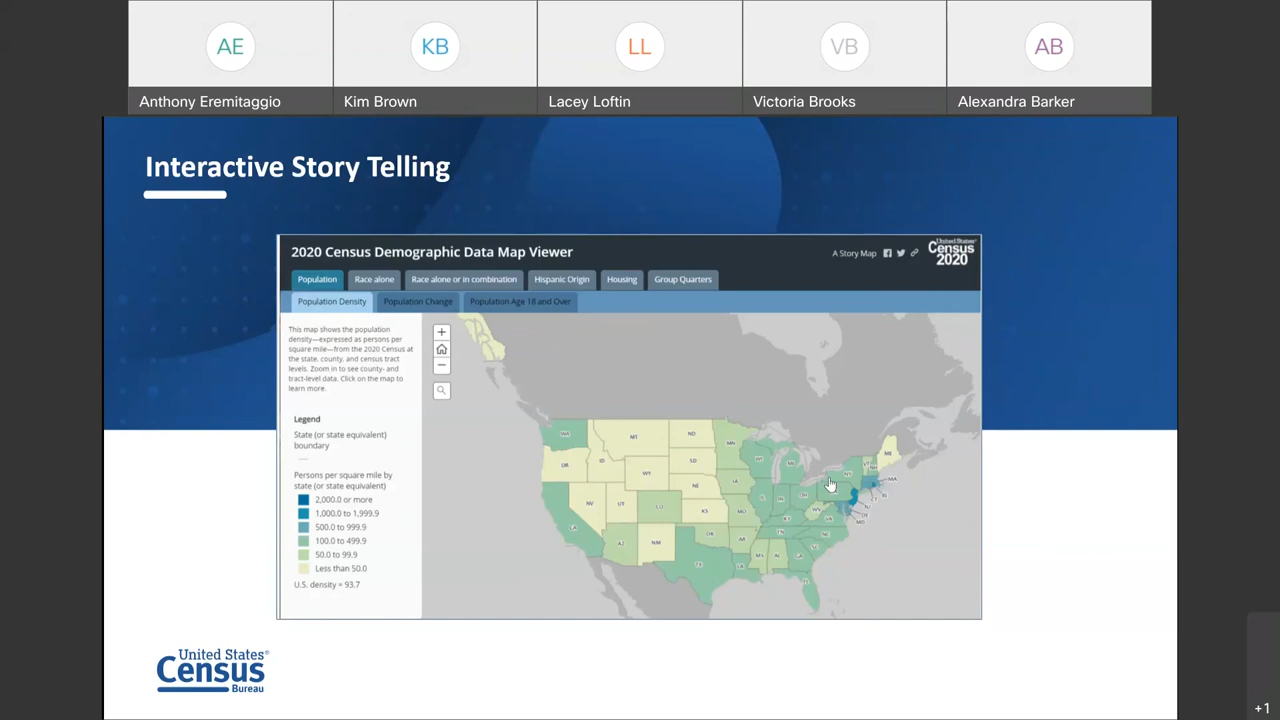 AE
KB
LL
VB
AB
Anthony Eremitaggio
Kim Brown
Lacey Loftin
Victoria Brooks
Alexandra Barker
Interactive Story Telling
2020 Census Demographic Data Map Viewer
A Story Map
United States®
Census
2020
Population
Race alone
Race alone or in combination
Hispanic Origin
Housing
Group Quarters
Population Density
Population Change
Population Age 18 and Over
This map shows the population
density—expressed as persons per
square mile—from the 2020 Census at
the state, county, and census tract
levels. Zoom in to see county- and
tract-level data. Click on the map to
learn more.
Legend
State (or state equivalent)
boundary
Persons per square mile by
state (or state equivalent)
2,000.0 or more
1,000.0 to 1,999.9
500.0 to 999.9
100.0 to 499.9
50.0 to 99.9
Less than 50.0
U.S. density = 93.7
+
−
WA
MT
ND
MN
OR
ID
WY
SD
WI
MI
NY
VT
NH
ME
MA
CT
RI
NJ
DE
MD
NV
UT
CO
NE
KS
IA
MO
IL
IN
OH
WV
VA
KY
CA
AZ
NM
OK
AR
TN
NC
SC
TX
LA
MS
AL
GA
FL
United States®
Census
Bureau
+1